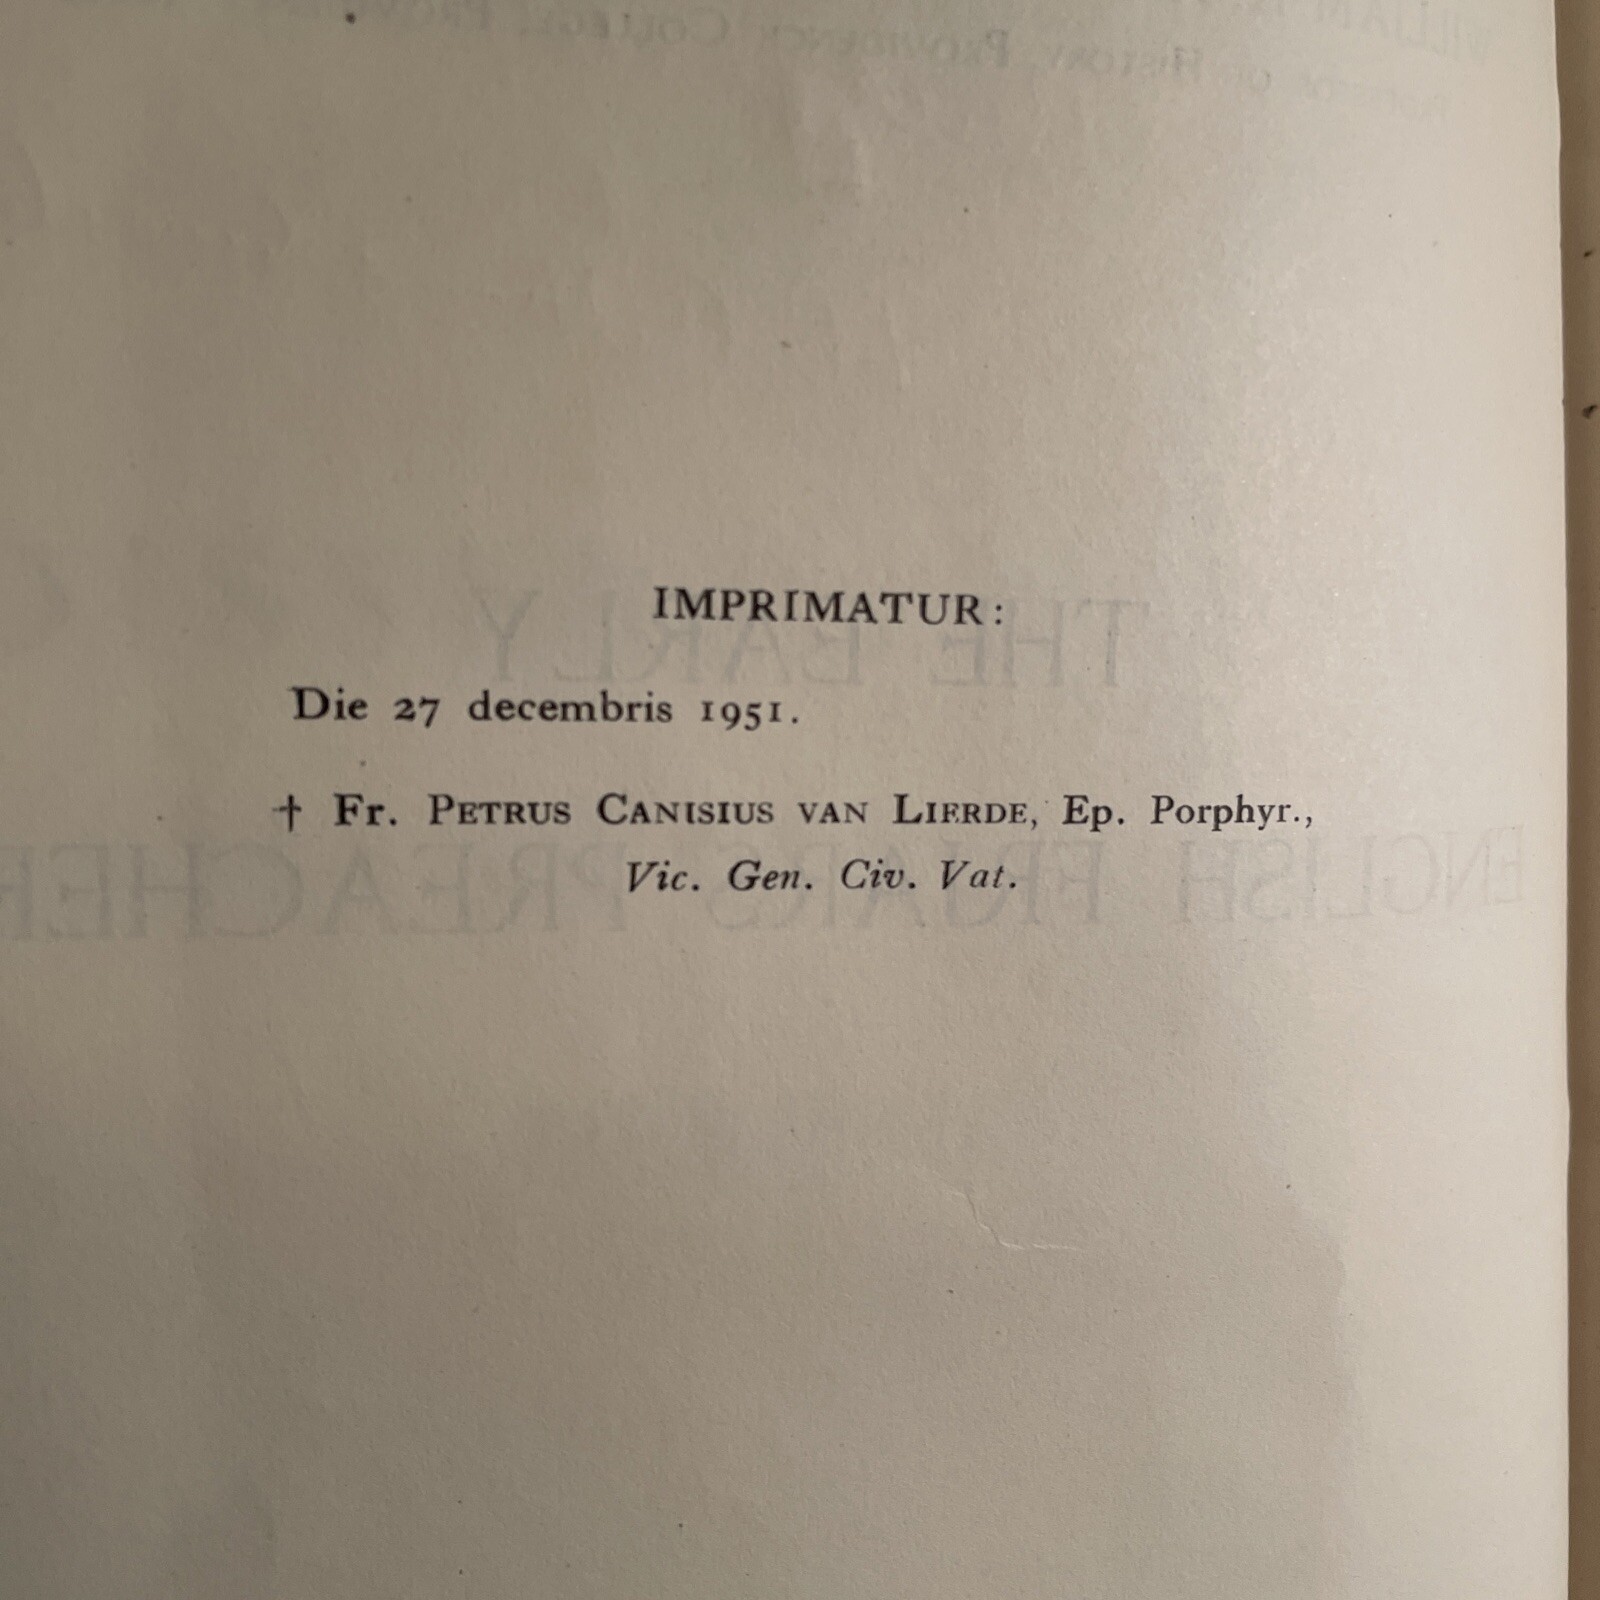 IMPRIMATUR:
Die 27 decembris 1951.
† Fr. PETRUS CANISIUS VAN LIERDE, Ep. Porphyr.,
Vic. Gen. Civ. Vat.